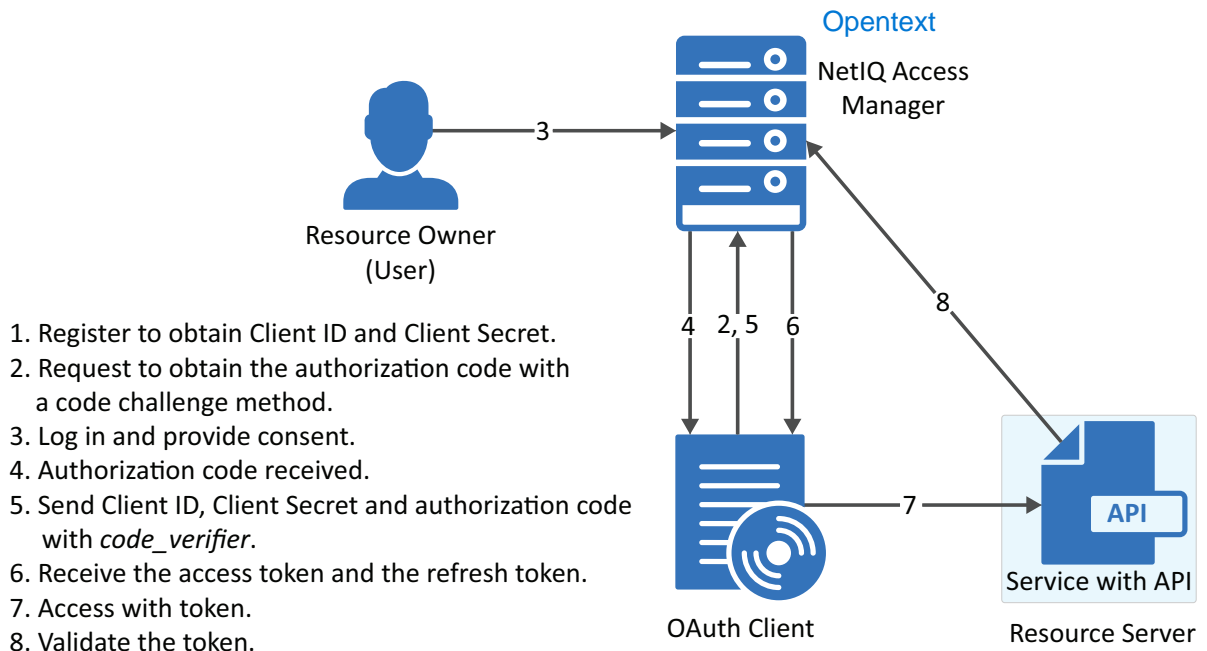 Opentext
NetIQ Access
Manager
3
Resource Owner
(User)
8
4
2, 5
6
1. Register to obtain Client ID and Client Secret.
2. Request to obtain the authorization code with
a code challenge method.
3. Log in and provide consent.
4. Authorization code received.
5. Send Client ID, Client Secret and authorization code
with code_verifier.
6. Receive the access token and the refresh token.
7. Access with token.
8. Validate the token.
7
API
Service with API
OAuth Client
Resource Server